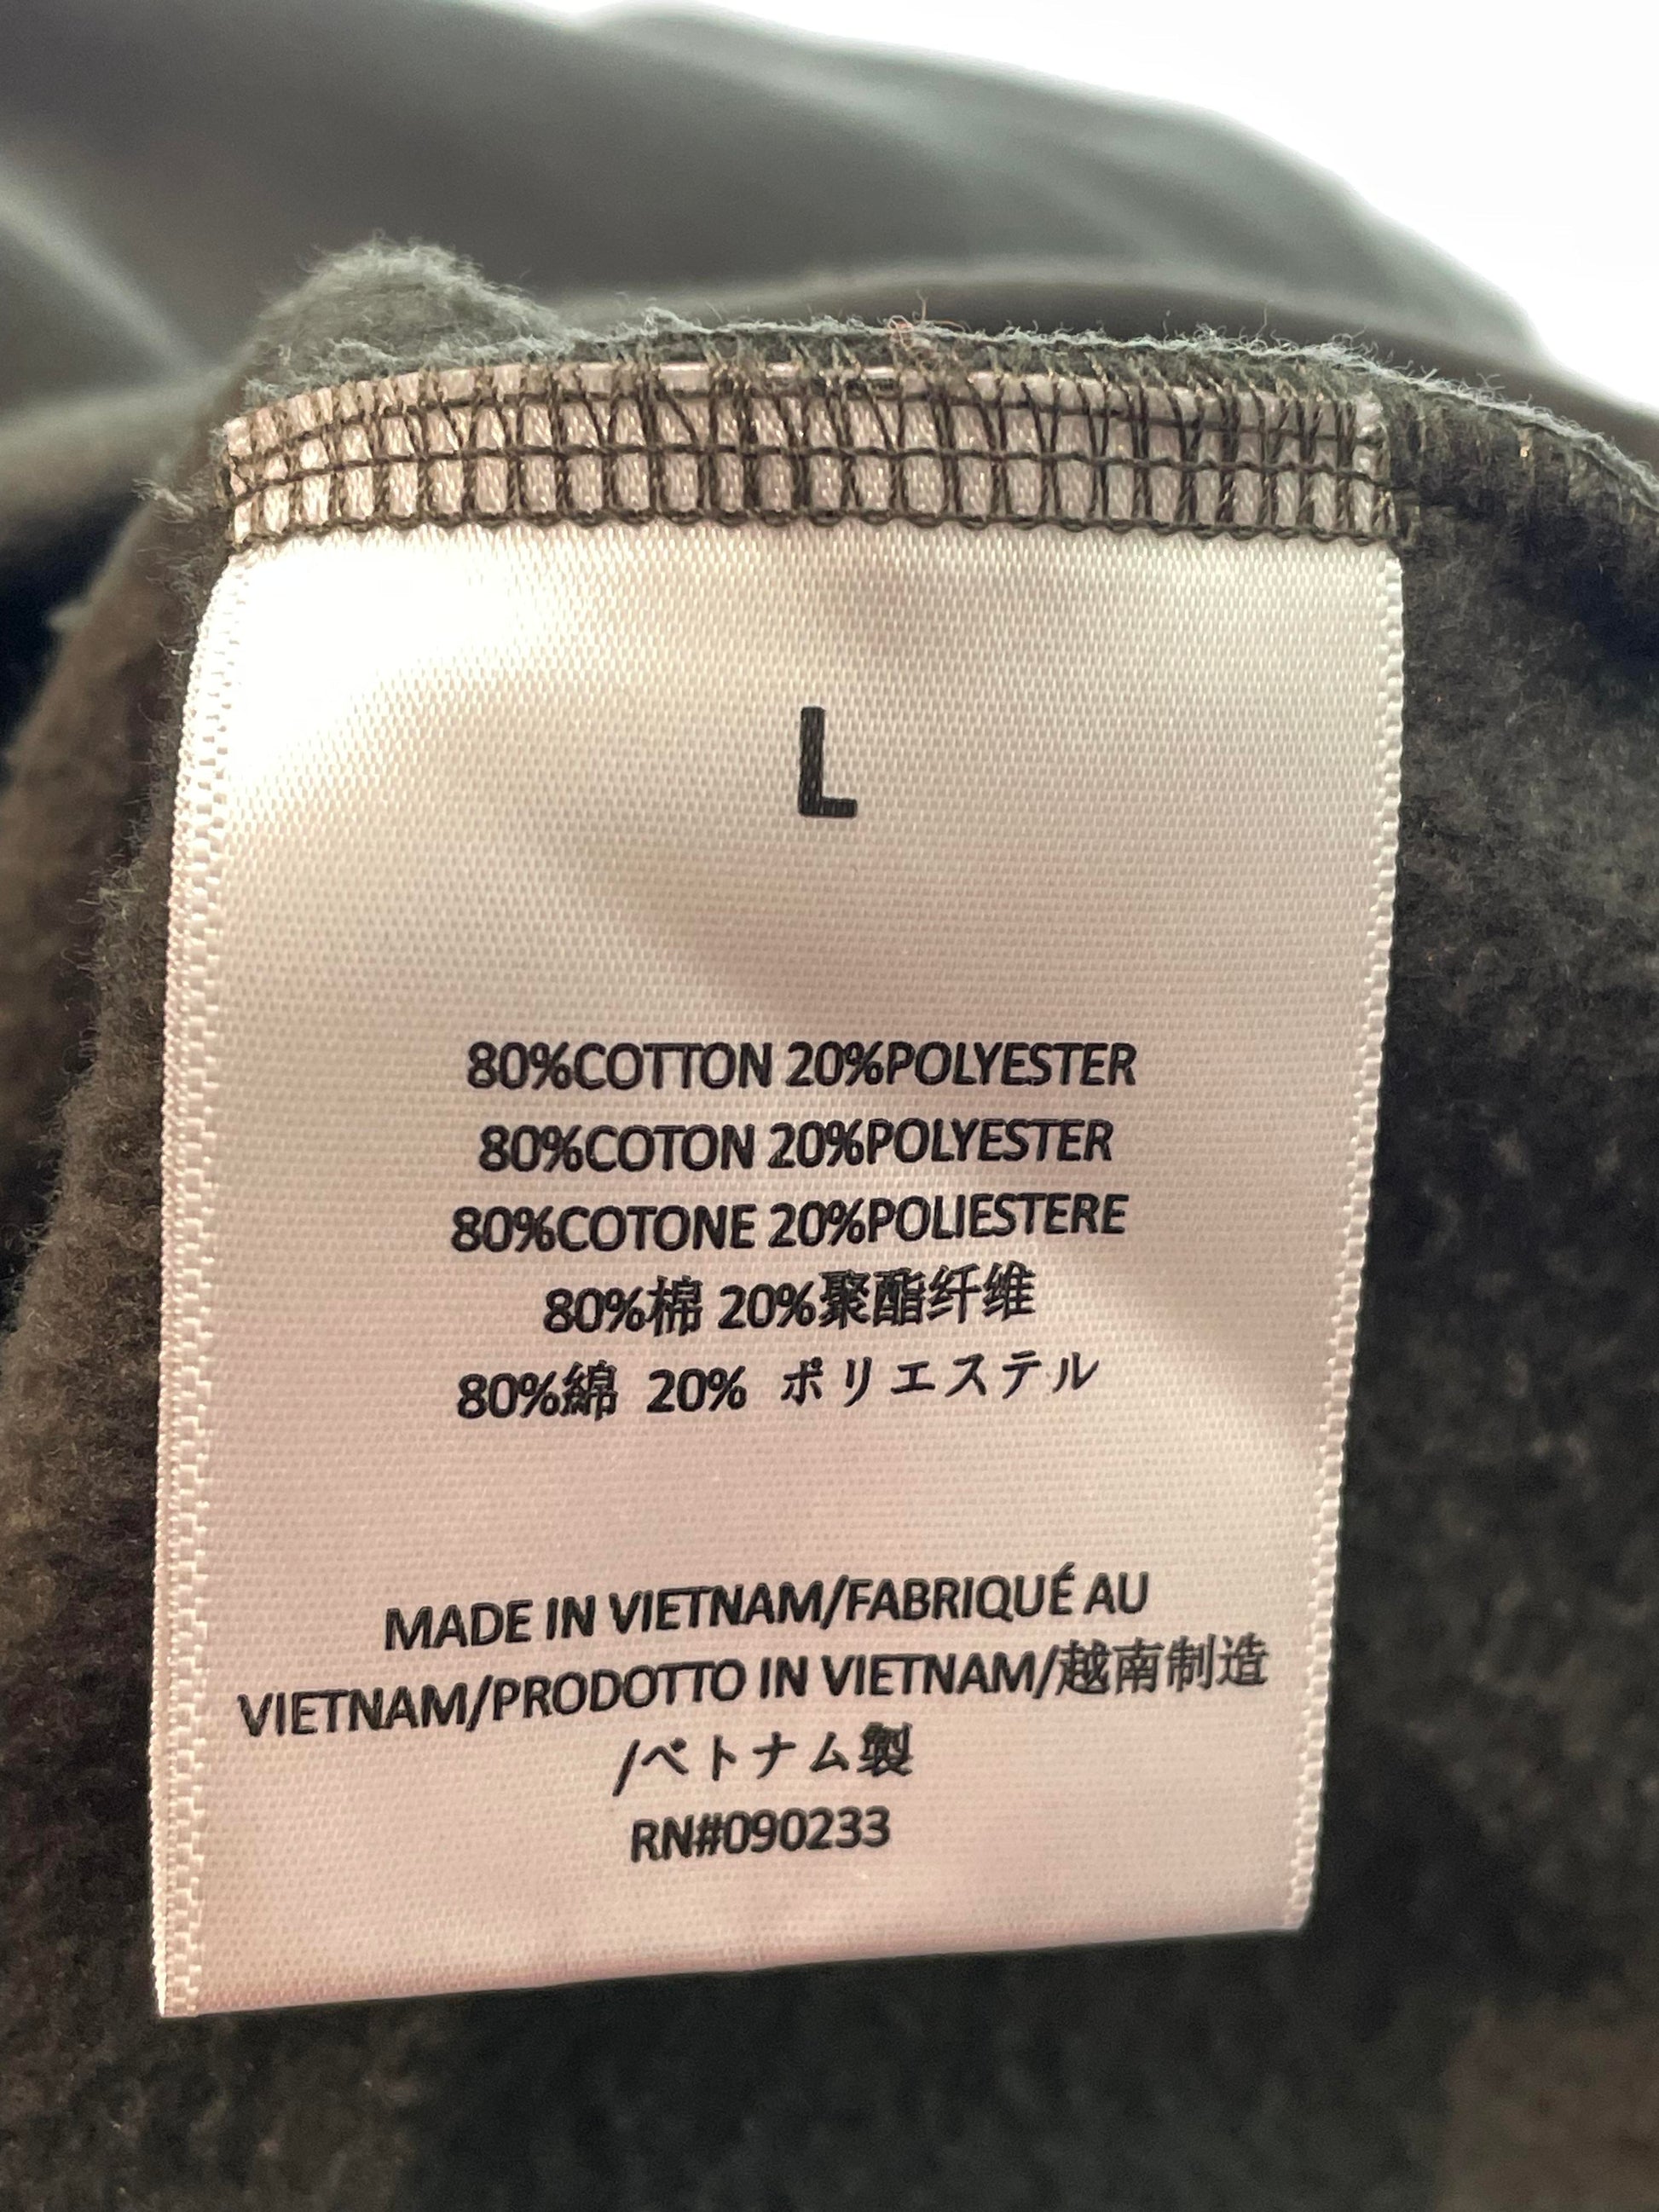 L
80%COTTON 20%POLYESTER
80%COTON 20%POLYESTER
80%COTONE 20%POLIESTERE
80%棉 20%聚酯纤维
80%綿 20% ポリエステル
MADE IN VIETNAM/FABRIQUÉ AU
VIETNAM/PRODOTTO IN VIETNAM/越南制造
/ベトナム製
RN#090233